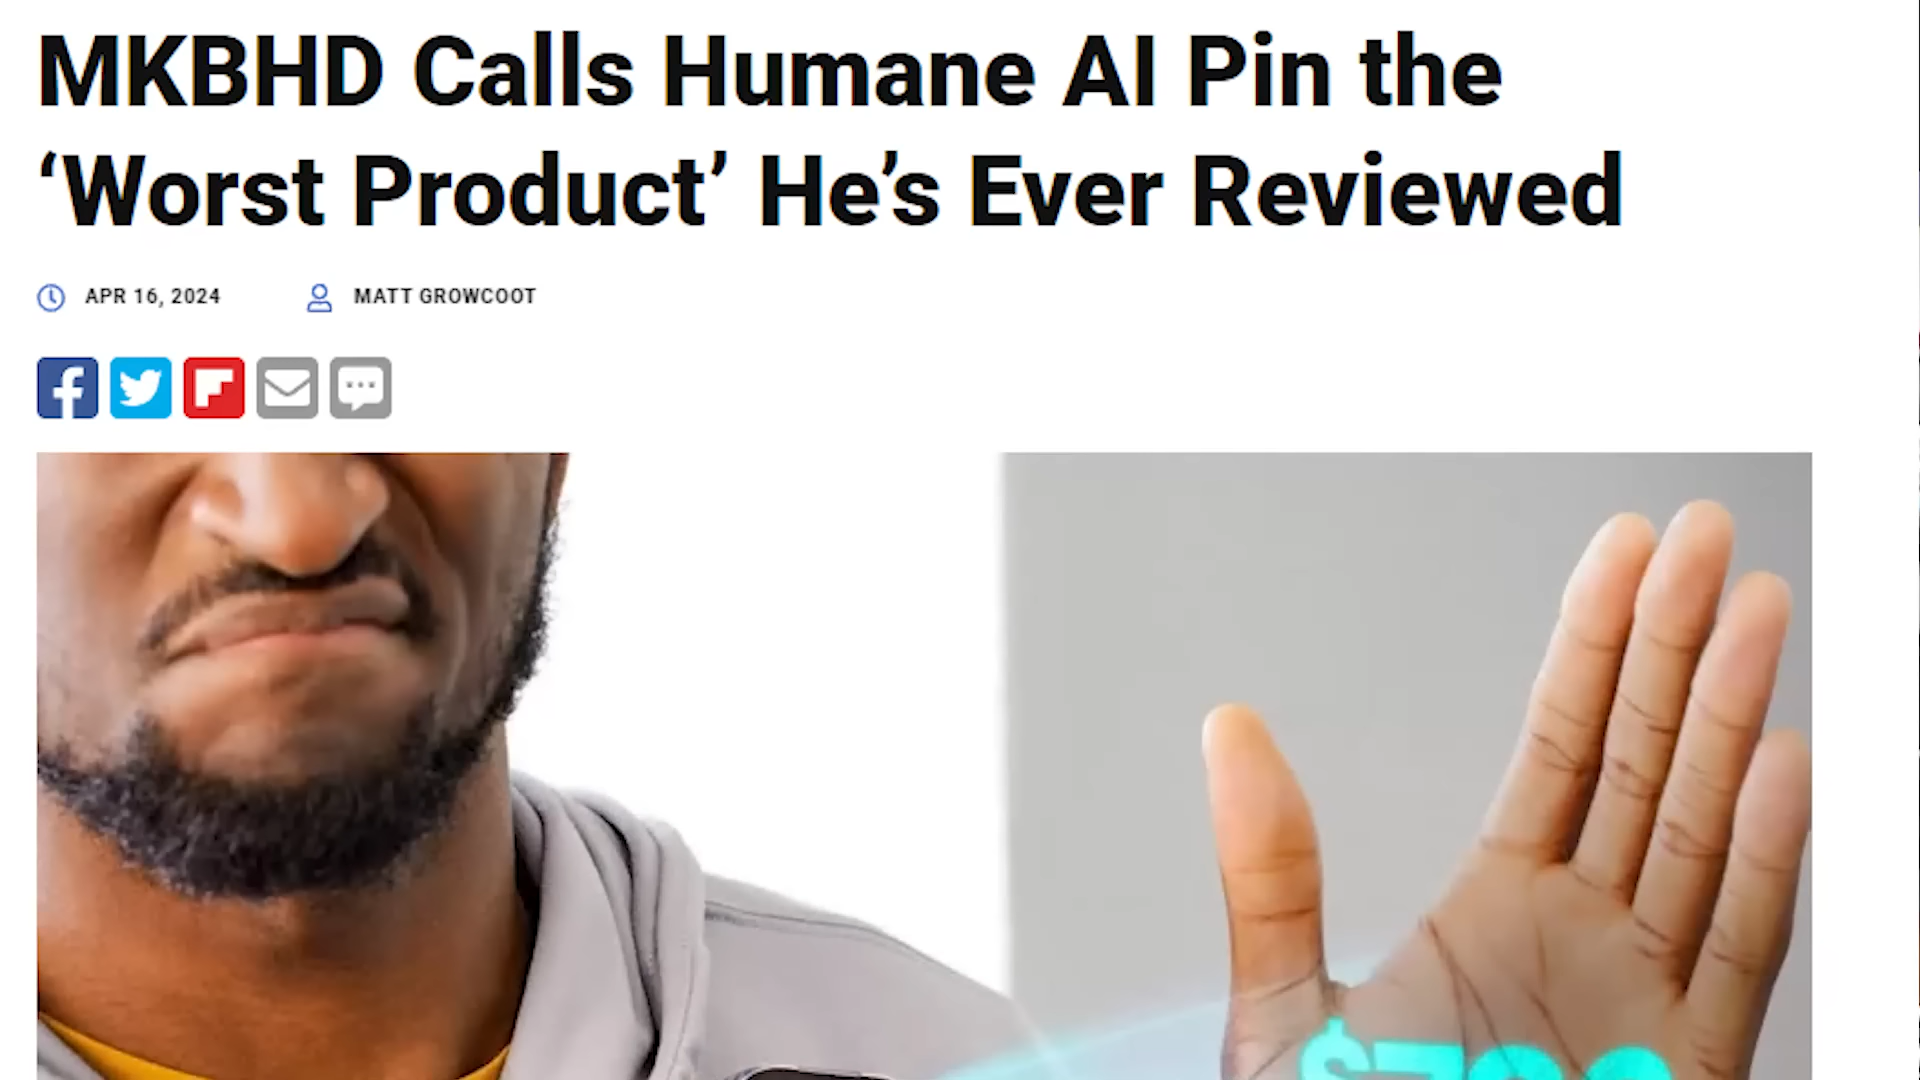 MKBHD Calls Humane AI Pin the
‘Worst Product’ He’s Ever Reviewed
APR 16, 2024 MATT GROWCOOT